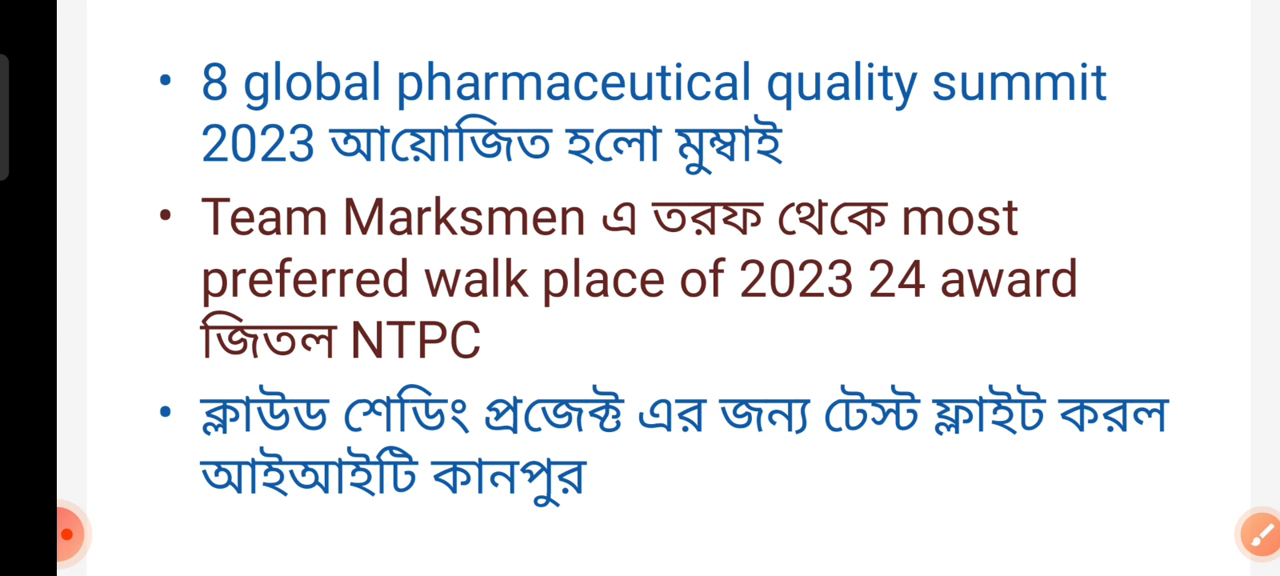 • 8 global pharmaceutical quality summit
2023 আয়োজিত হলো মুম্বাই
• Team Marksmen এ তরফ থেকে most
preferred walk place of 2023 24 award
জিতল NTPC
• ক্লাউড শেডিং প্রজেক্ট এর জন্য টেস্ট ফ্লাইট করল
আইআইটি কানপুর